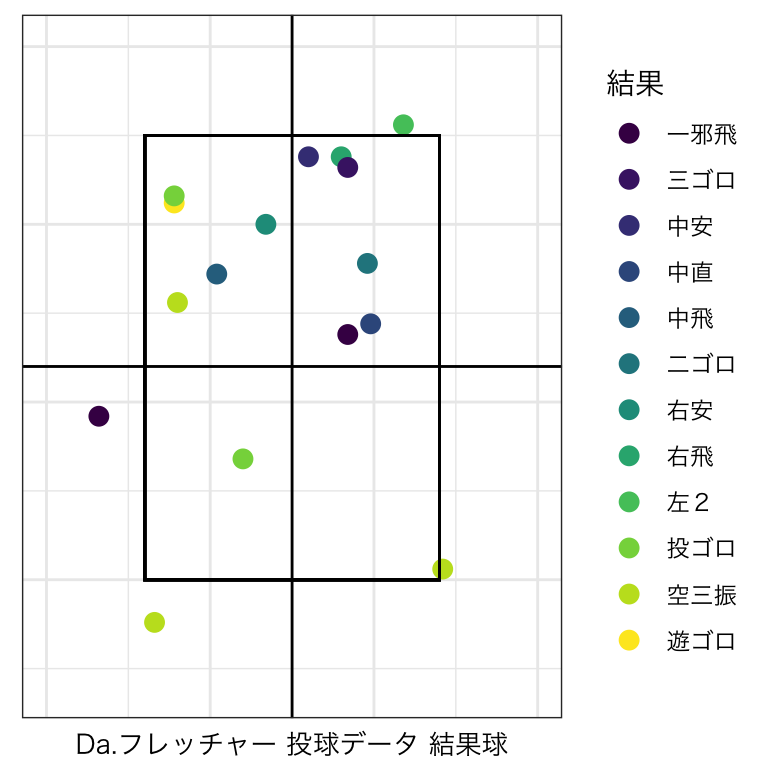 結果
一邪飛
三ゴロ
中安
中直
中飛
二ゴロ
右安
右飛
左２
投ゴロ
空三振
遊ゴロ
Da.フレッチャー 投球データ 結果球